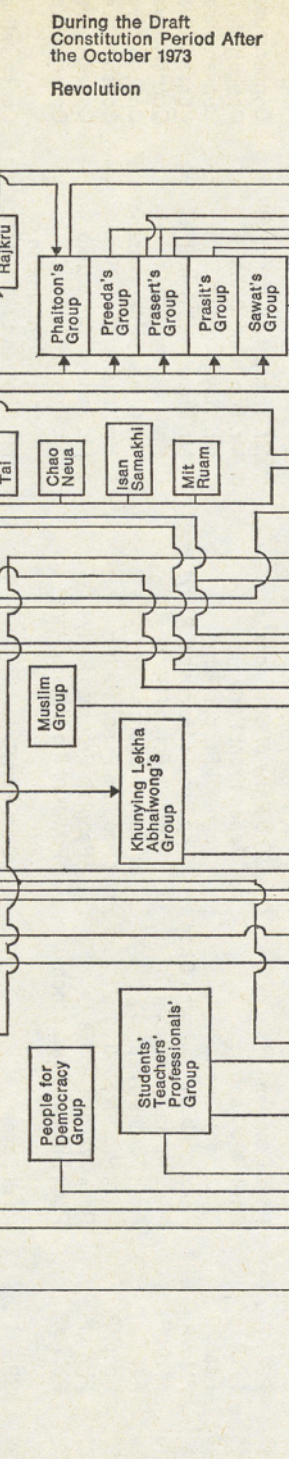 During the Draft
Constitution Period After
the October 1973
Revolution
Rajkru
Phaitoon's
Group
Preeda's
Group
Prasert's
Group
Prasit's
Group
Sawat's
Group
Tai
Chao
Neua
Isan
Samakhi
Mit
Ruam
Muslim
Group
Khunying Lekha
Abhaiwong's
Group
People for
Democracy
Group
Students'
Teachers'
Professionals'
Group